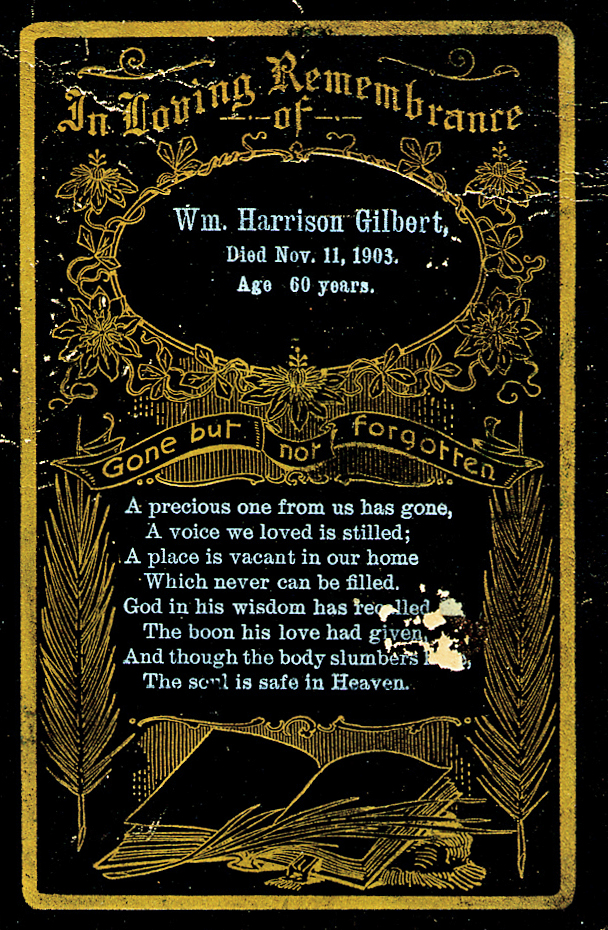 In Loving Remembrance
of
Wm. Harrison Gilbert,
Died Nov. 11, 1903.
Age 60 years.
Gone but not forgotten
A precious one from us has gone,
A voice we loved is stilled;
A place is vacant in our home
Which never can be filled.
God in his wisdom has recalled
The boon his love had given,
And though the body slumbers
The soul is safe in Heaven.